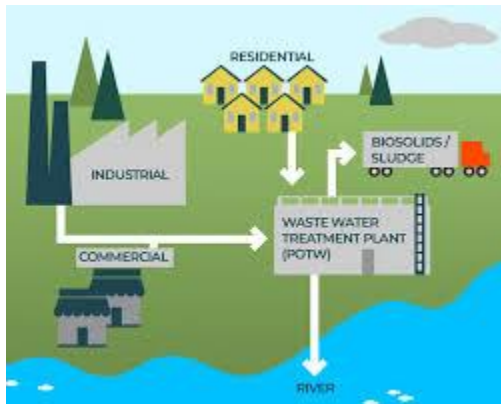 RESIDENTIAL
BIOSOLIDS /
SLUDGE
INDUSTRIAL
WASTE WATER
TREATMENT PLANT
(POTW)
COMMERCIAL
RIVER